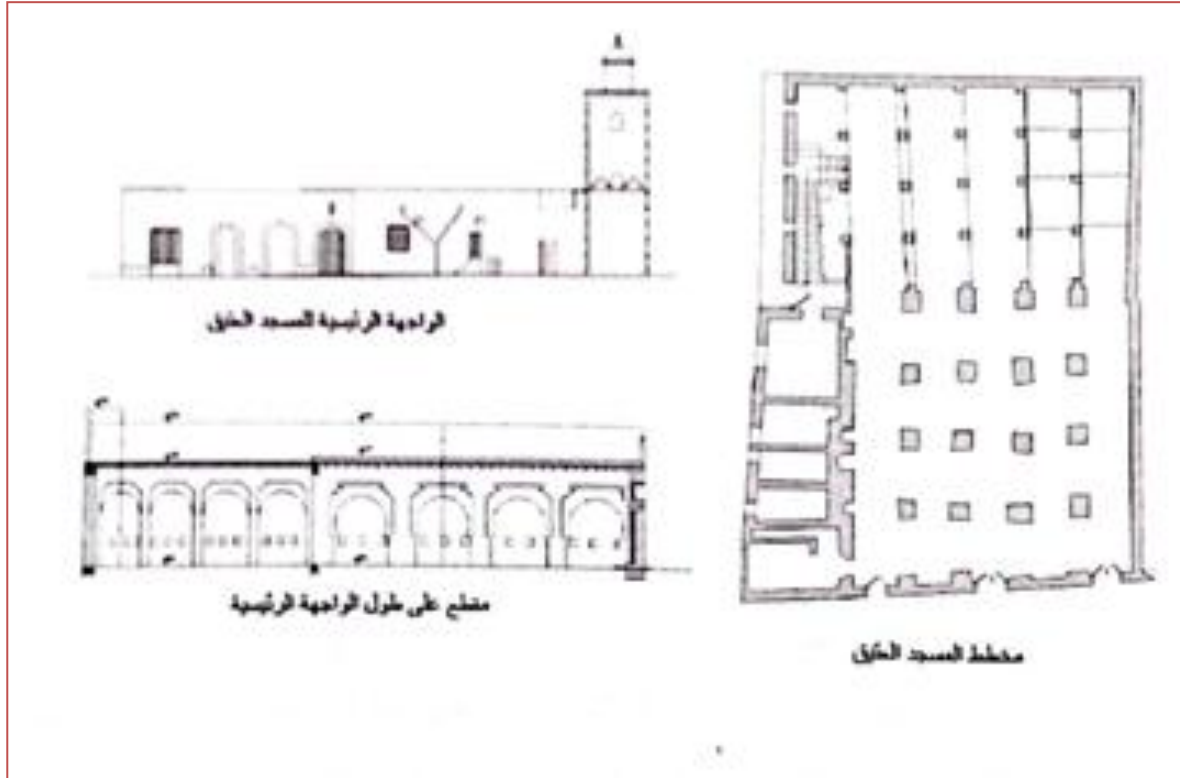 الواجهة الرئيسية للمسجد العتيق
مقطع على طول الواجهة الرئيسية
مخطط المسجد العتيق